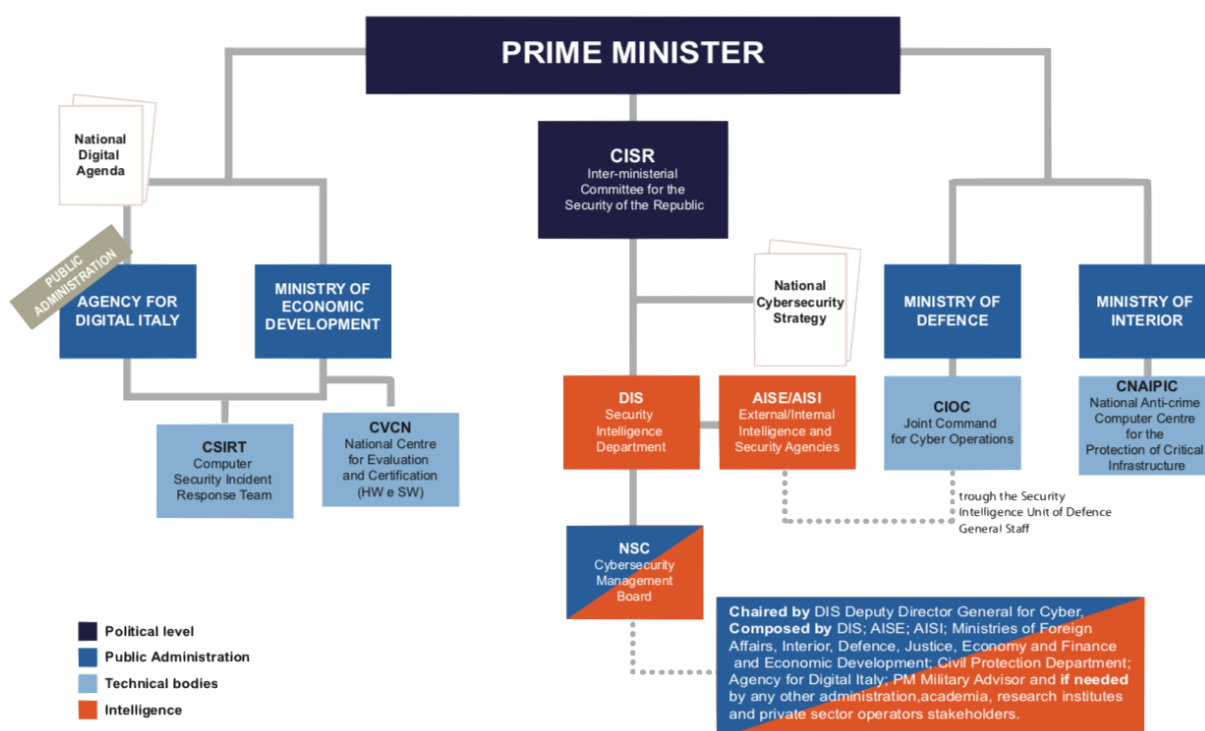 PRIME MINISTER
National
Digital
Agenda
CISR
Inter-ministerial
Committee for the
Security of the Republic
PUBLIC
ADMINISTRATION
AGENCY FOR
DIGITAL ITALY
MINISTRY OF
ECONOMIC
DEVELOPMENT
National
Cybersecurity
Strategy
MINISTRY OF
DEFENCE
MINISTRY OF
INTERIOR
CSIRT
Computer
Security Incident
Response Team
CVCN
National Centre
for Evaluation
and Certification
(HW e SW)
DIS
Security
Intelligence
Department
AISE/AISI
External/Internal
Intelligence and
Security Agencies
CIOC
Joint Command
for Cyber Operations
CNAIPIC
National Anti-crime
Computer Centre
for the
Protection of Critical
Infrastructure
trough the Security
Intelligence Unit of Defence
General Staff
NSC
Cybersecurity
Management
Board
Chaired by DIS Deputy Director General for Cyber,
Composed by DIS; AISE; AISI; Ministries of Foreign
Affairs, Interior, Defence, Justice, Economy and Finance
and Economic Development; Civil Protection Department;
Agency for Digital Italy; PM Military Advisor and if needed
by any other administration,academia, research institutes
and private sector operators stakeholders.
Political level
Public Administration
Technical bodies
Intelligence